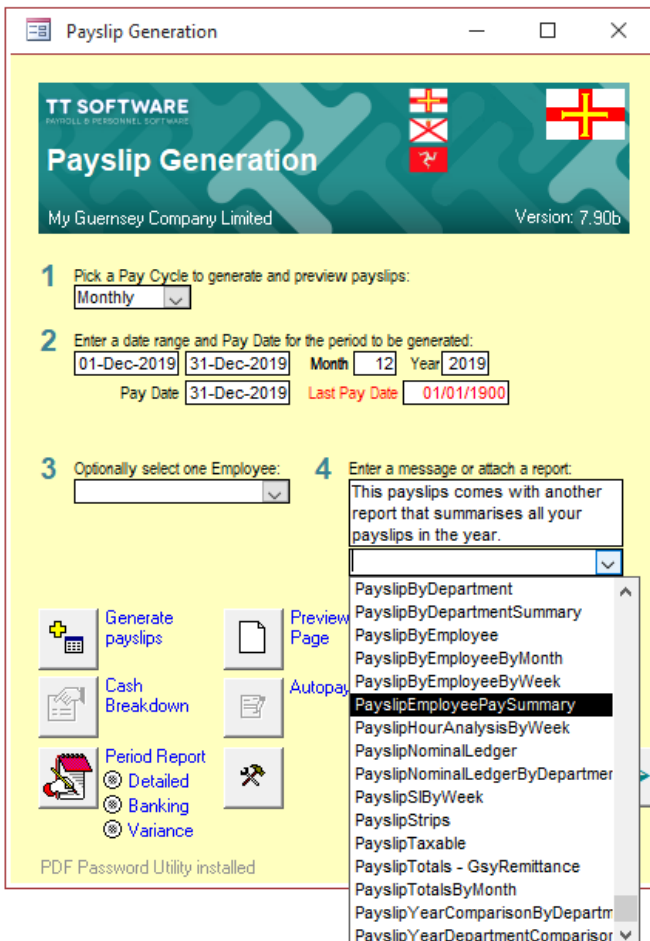 Payslip Generation
TT SOFTWARE
PAYROLL & PERSONNEL SOFTWARE
Payslip Generation
My Guernsey Company Limited
Version: 7.90b
1 Pick a Pay Cycle to generate and preview payslips:
Monthly
2 Enter a date range and Pay Date for the period to be generated:
01-Dec-2019 31-Dec-2019 Month 12 Year 2019
Pay Date 31-Dec-2019 Last Pay Date 01/01/1900
3 Optionally select one Employee:
4 Enter a message or attach a report:
This payslips comes with another
report that summarises all your
payslips in the year.
PayslipByDepartment
PayslipByDepartmentSummary
PayslipByEmployee
PayslipByEmployeeByMonth
PayslipByEmployeeByWeek
PayslipEmployeePaySummary
PayslipHourAnalysisByWeek
PayslipNominalLedger
PayslipNominalLedgerByDepartmer
PayslipSIByWeek
PayslipStrips
PayslipTaxable
PayslipTotals - GsyRemittance
PayslipTotalsByMonth
PayslipYearComparisonByDepartm
PayslipYearDepartmentComparisor
Generate
payslips
Preview
Page
Cash
Breakdown
Autopay
Period Report
Detailed
Banking
Variance
PDF Password Utility installed